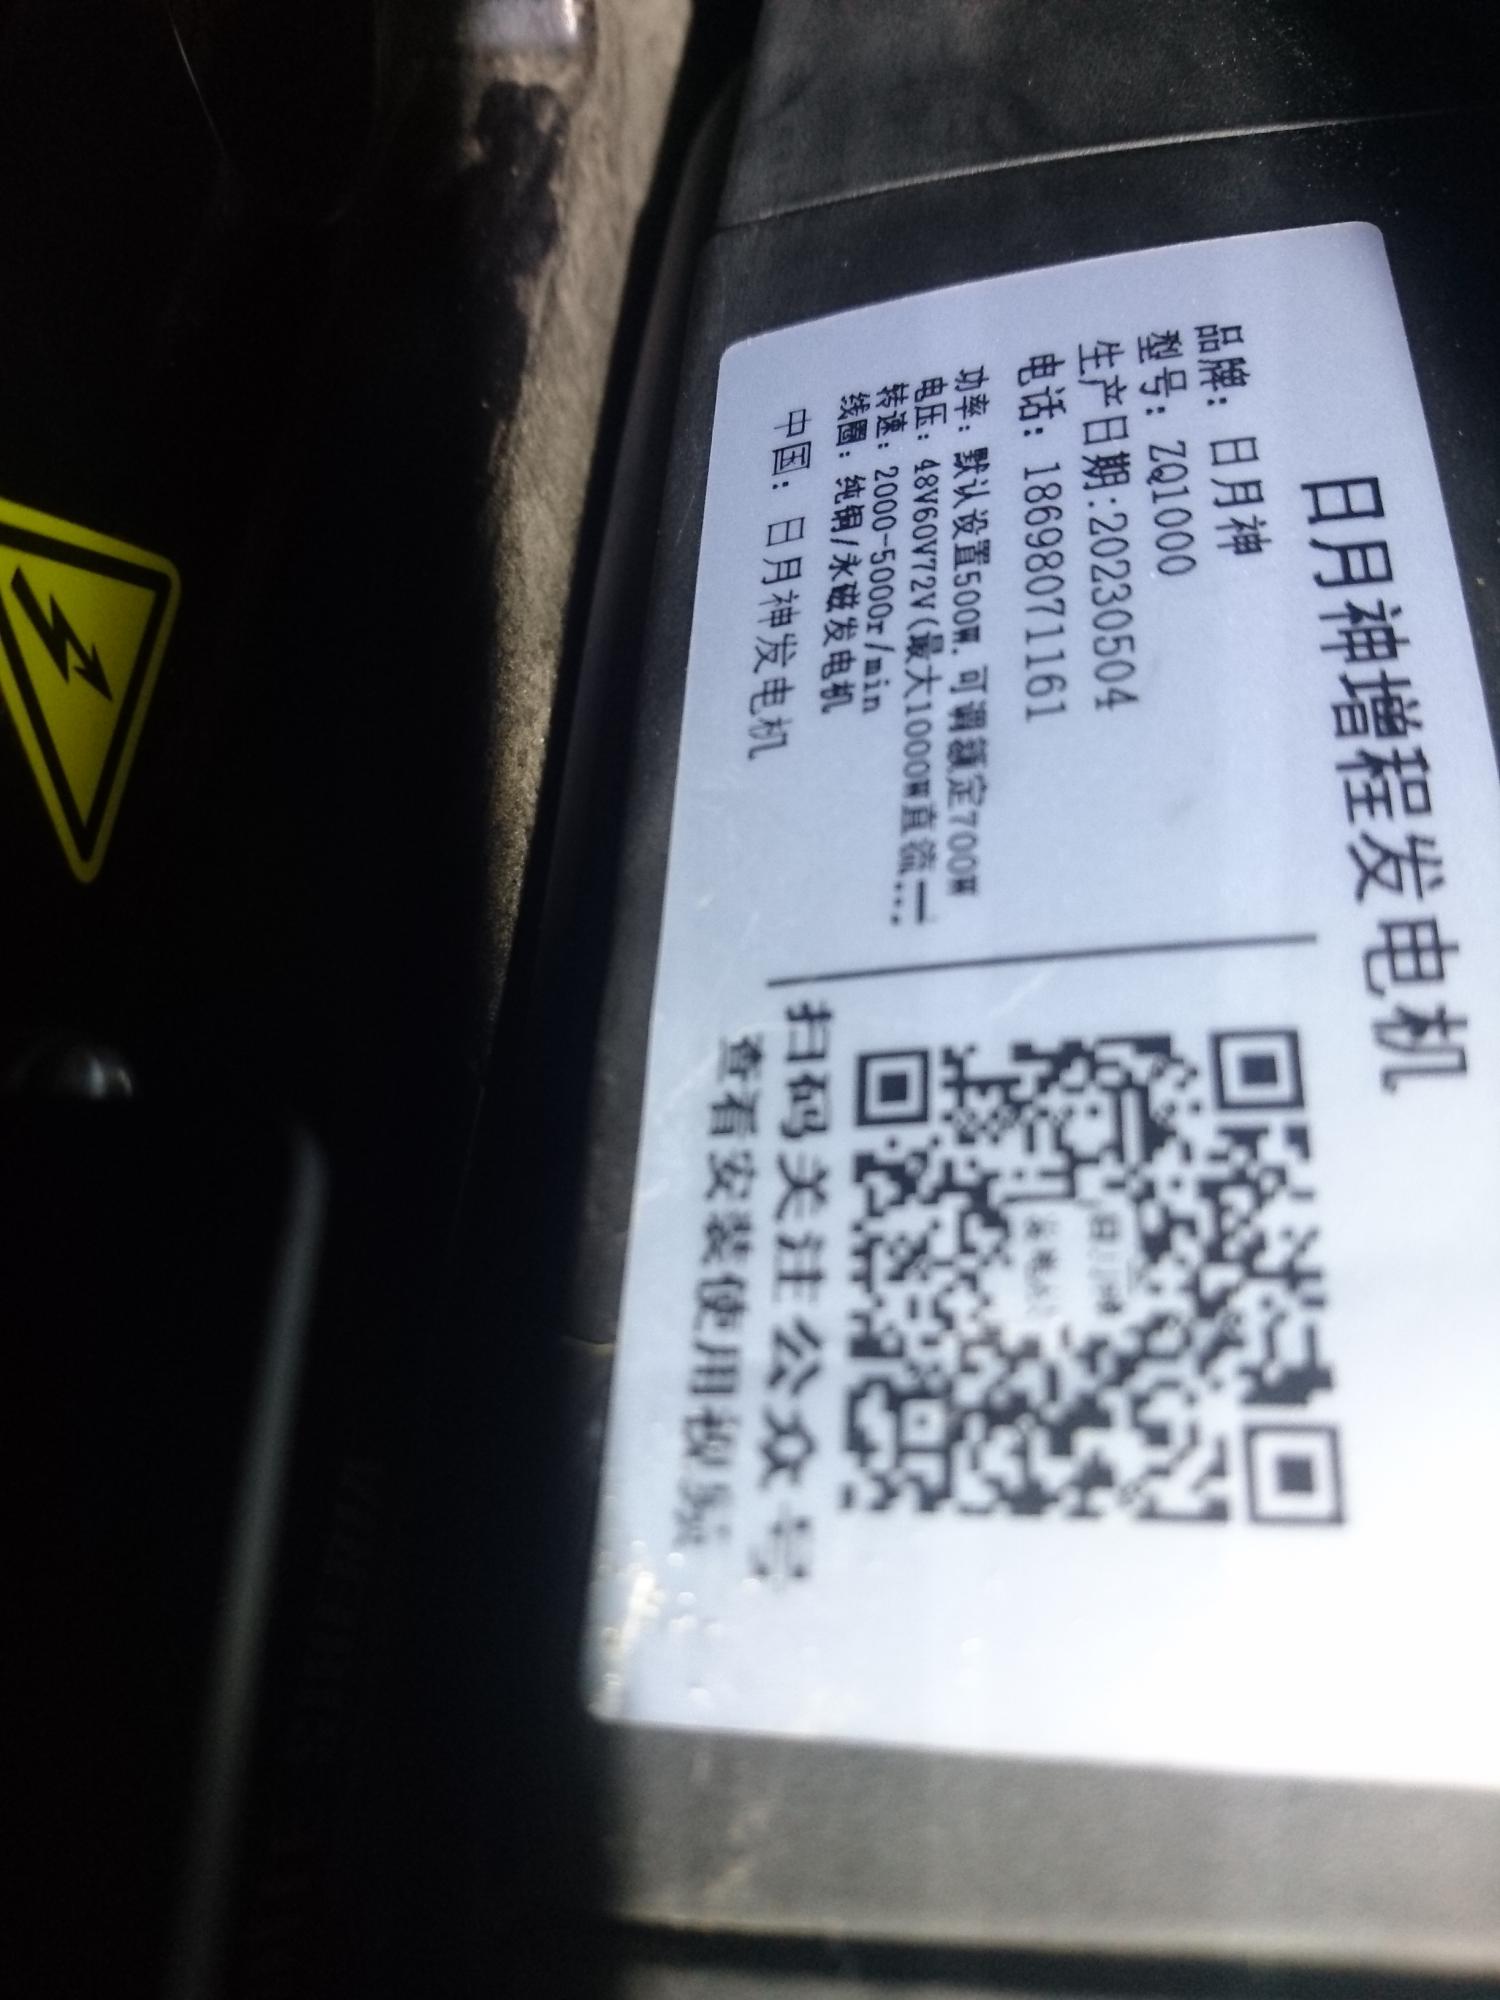 日月神增程发电机
品牌: 日月神
型号: ZQ1000
生产日期:20230504
电话: 18698071161
功率: 默认设置500W.可调额定700W
电压: 48V60V72V(最大1000W直流一...
转速: 2000-5000r/min
线圈: 纯铜/永磁发电机
中国: 日月神发电机
扫码关注公众号
查看安装使用视频